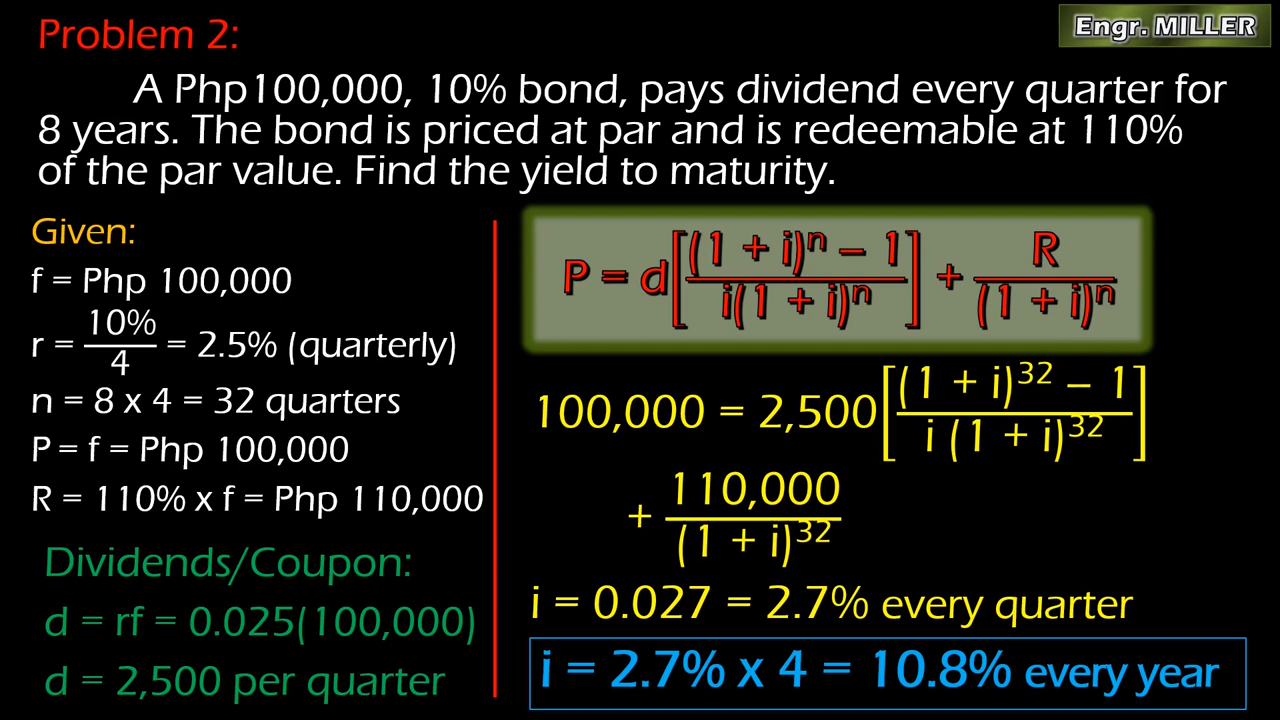 Problem 2:
Engr. MILLER
A Php100,000, 10% bond, pays dividend every quarter for
8 years. The bond is priced at par and is redeemable at 110%
of the par value. Find the yield to maturity.
Given:
f = Php 100,000
r = 10%/4 = 2.5% (quarterly)
n = 8 x 4 = 32 quarters
P = f = Php 100,000
R = 110% x f = Php 110,000
Dividends/Coupon:
d = rf = 0.025(100,000)
d = 2,500 per quarter
P = d[((1 + i)ⁿ – 1)/(i(1 + i)ⁿ)] + R/(1 + i)ⁿ
100,000 = 2,500[((1 + i)³² – 1)/(i (1 + i)³²)]
+ 110,000/(1 + i)³²
i = 0.027 = 2.7% every quarter
i = 2.7% x 4 = 10.8% every year